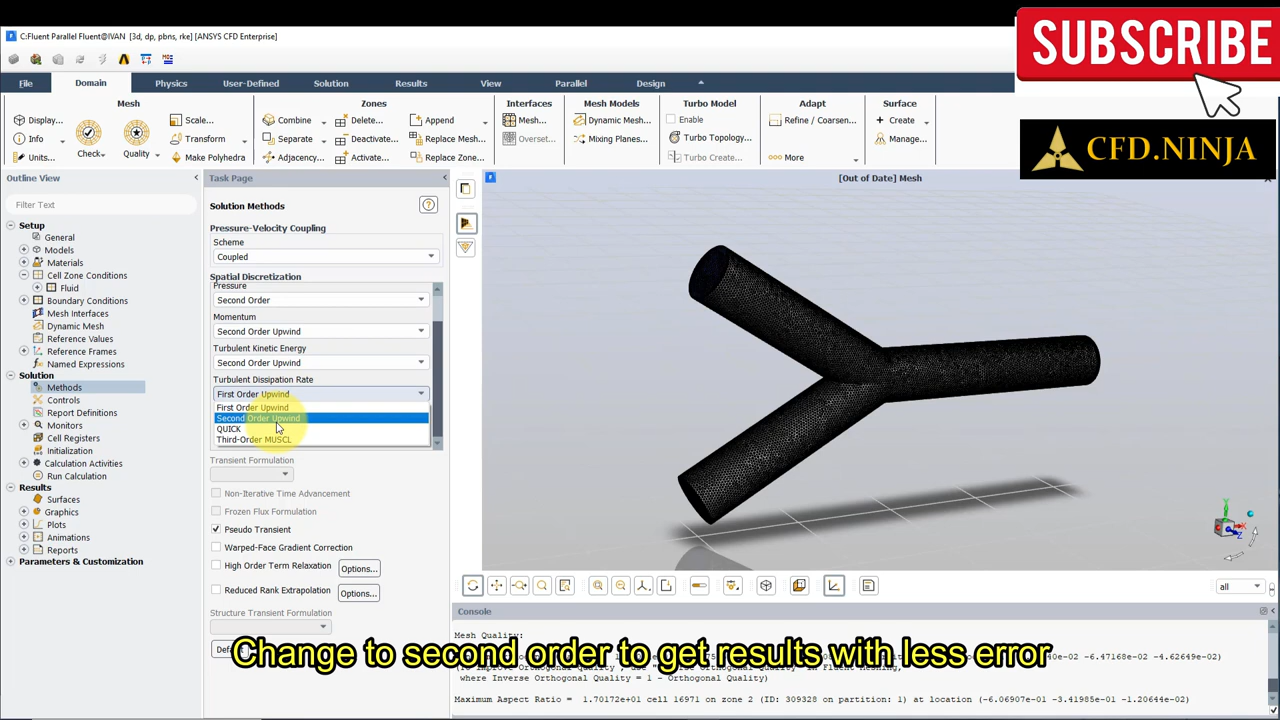 C:Fluent Parallel Fluent@IVAN [3d, dp, pbns, rke] [ANSYS CFD Enterprise]
SUBSCRIBE
CFD.NINJA
File Domain Physics User-Defined Solution Results View Parallel Design
Mesh Zones Interfaces Mesh Models Turbo Model Adapt Surface
Display... Scale... Combine Delete... Append Mesh... Dynamic Mesh... Enable Refine / Coarsen... Create
Info Check Quality Transform Separate Deactivate... Replace Mesh... Overset... Mixing Planes... Turbo Topology... Manage...
Units... Make Polyhedra Adjacency... Activate... Replace Zone... Turbo Create... More
Outline View
Filter Text
Setup
General
Models
Materials
Cell Zone Conditions
Fluid
Boundary Conditions
Mesh Interfaces
Dynamic Mesh
Reference Values
Reference Frames
Named Expressions
Solution
Methods
Controls
Report Definitions
Monitors
Cell Registers
Initialization
Calculation Activities
Run Calculation
Results
Surfaces
Graphics
Plots
Animations
Reports
Parameters & Customization
Task Page
Solution Methods
?
Pressure-Velocity Coupling
Scheme
Coupled
Spatial Discretization
Pressure
Second Order
Momentum
Second Order Upwind
Turbulent Kinetic Energy
Second Order Upwind
Turbulent Dissipation Rate
First Order Upwind
First Order Upwind
Second Order Upwind
QUICK
Third-Order MUSCL
Transient Formulation
Non-Iterative Time Advancement
Frozen Flux Formulation
Pseudo Transient
Warped-Face Gradient Correction
High Order Term Relaxation Options...
Reduced Rank Extrapolation Options...
Structure Transient Formulation
[Out of Date] Mesh
all
Console
Mesh Quality:
where Inverse Orthogonal Quality = 1 - Orthogonal Quality)
Maximum Aspect Ratio = 1.70172e+01 cell 16971 on zone 2 (ID: 309328 on partition: 1) at location (-6.06907e-01 -3.41985e-01 -1.20644e-02)
Change to second order to get results with less error